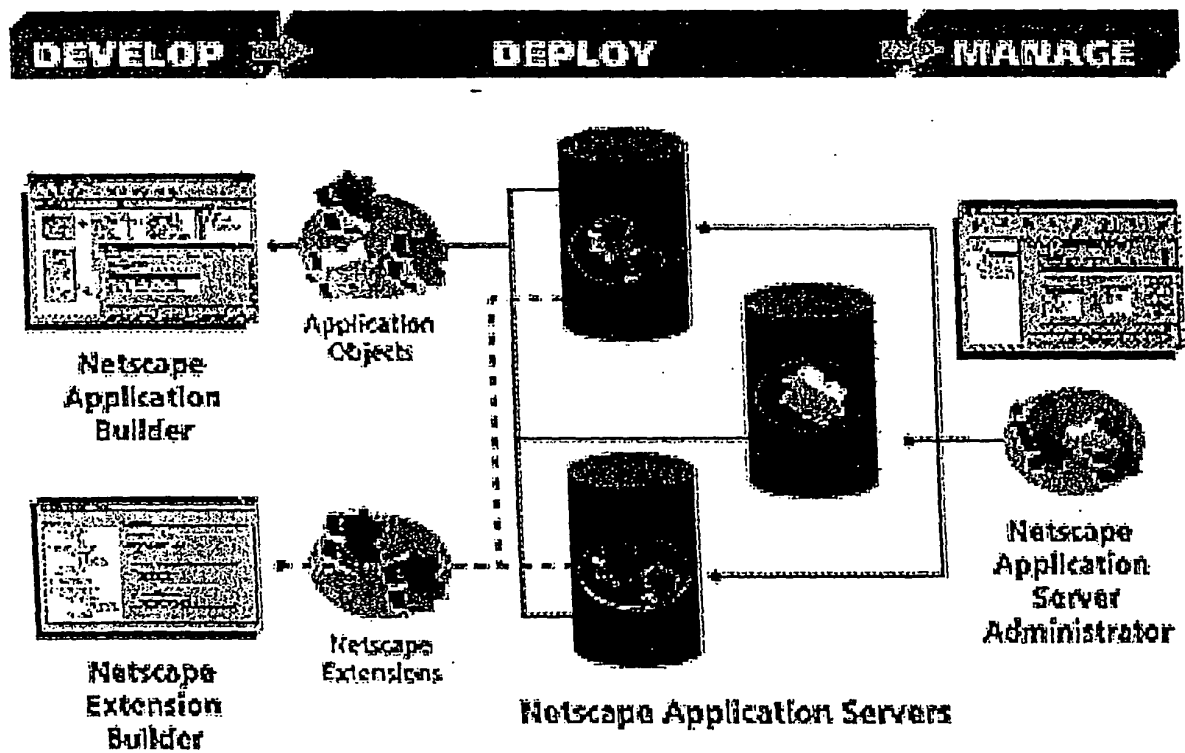 DEVELOP
DEPLOY
MANAGE
Application
Objects
Netscape
Application
Builder
Netscape
Extensions
Netscape
Extension
Builder
Netscape Application Servers
Netscape
Application
Server
Administrator